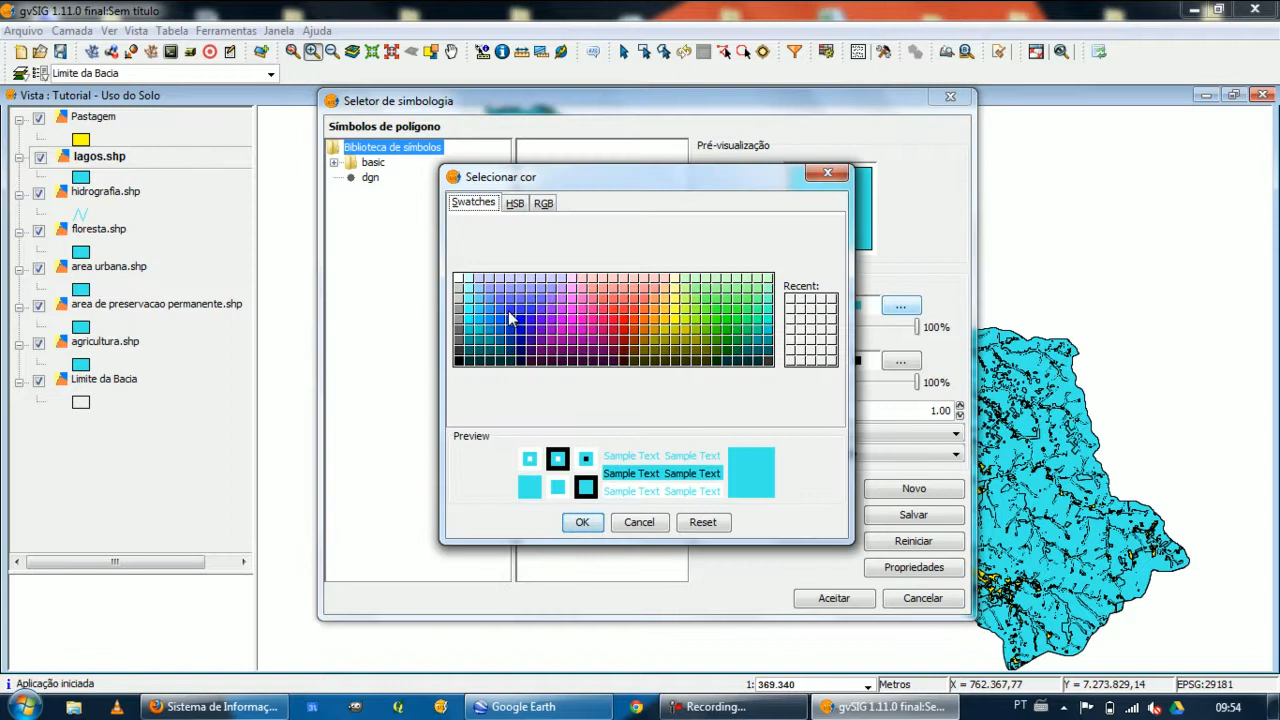 gvSIG 1.11.0 final:Sem título
Arquivo Camada Ver Vista Tabela Ferramentas Janela Ajuda
Limite da Bacia
Vista : Tutorial - Uso do Solo
Pastagem
lagos.shp
hidrografia.shp
floresta.shp
area urbana.shp
area de preservacao permanente.shp
agricultura.shp
Limite da Bacia
Seletor de simbologia
Símbolos de polígono
Biblioteca de símbolos
basic
dgn
Pré-visualização
...
100%
...
100%
1.00
Novo
Salvar
Reiniciar
Propriedades
Aceitar Cancelar
Selecionar cor
Swatches HSB RGB
Recent:
Preview
Sample Text Sample Text
Sample Text Sample Text
Sample Text Sample Text
OK Cancel Reset
Aplicação iniciada
1: 369.340 Metros X = 762.367,77 Y = 7.273.829,14 EPSG:29181
Sistema de Informaç... 31 Google Earth Recording... gvSIG 1.11.0 final:Se... PT 09:54